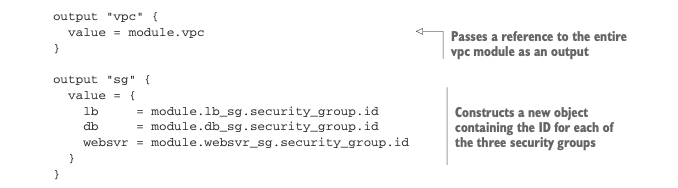 output "vpc" {
  value = module.vpc
}
Passes a reference to the entire
vpc module as an output
output "sg" {
  value = {
    lb     = module.lb_sg.security_group.id
    db     = module.db_sg.security_group.id
    websvr = module.websvr_sg.security_group.id
  }
}
Constructs a new object
containing the ID for each of
the three security groups